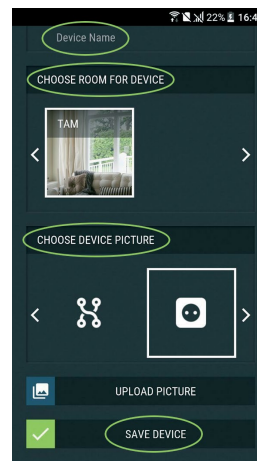 22% 16:4
Device Name
CHOOSE ROOM FOR DEVICE
TAM
CHOOSE DEVICE PICTURE
UPLOAD PICTURE
SAVE DEVICE